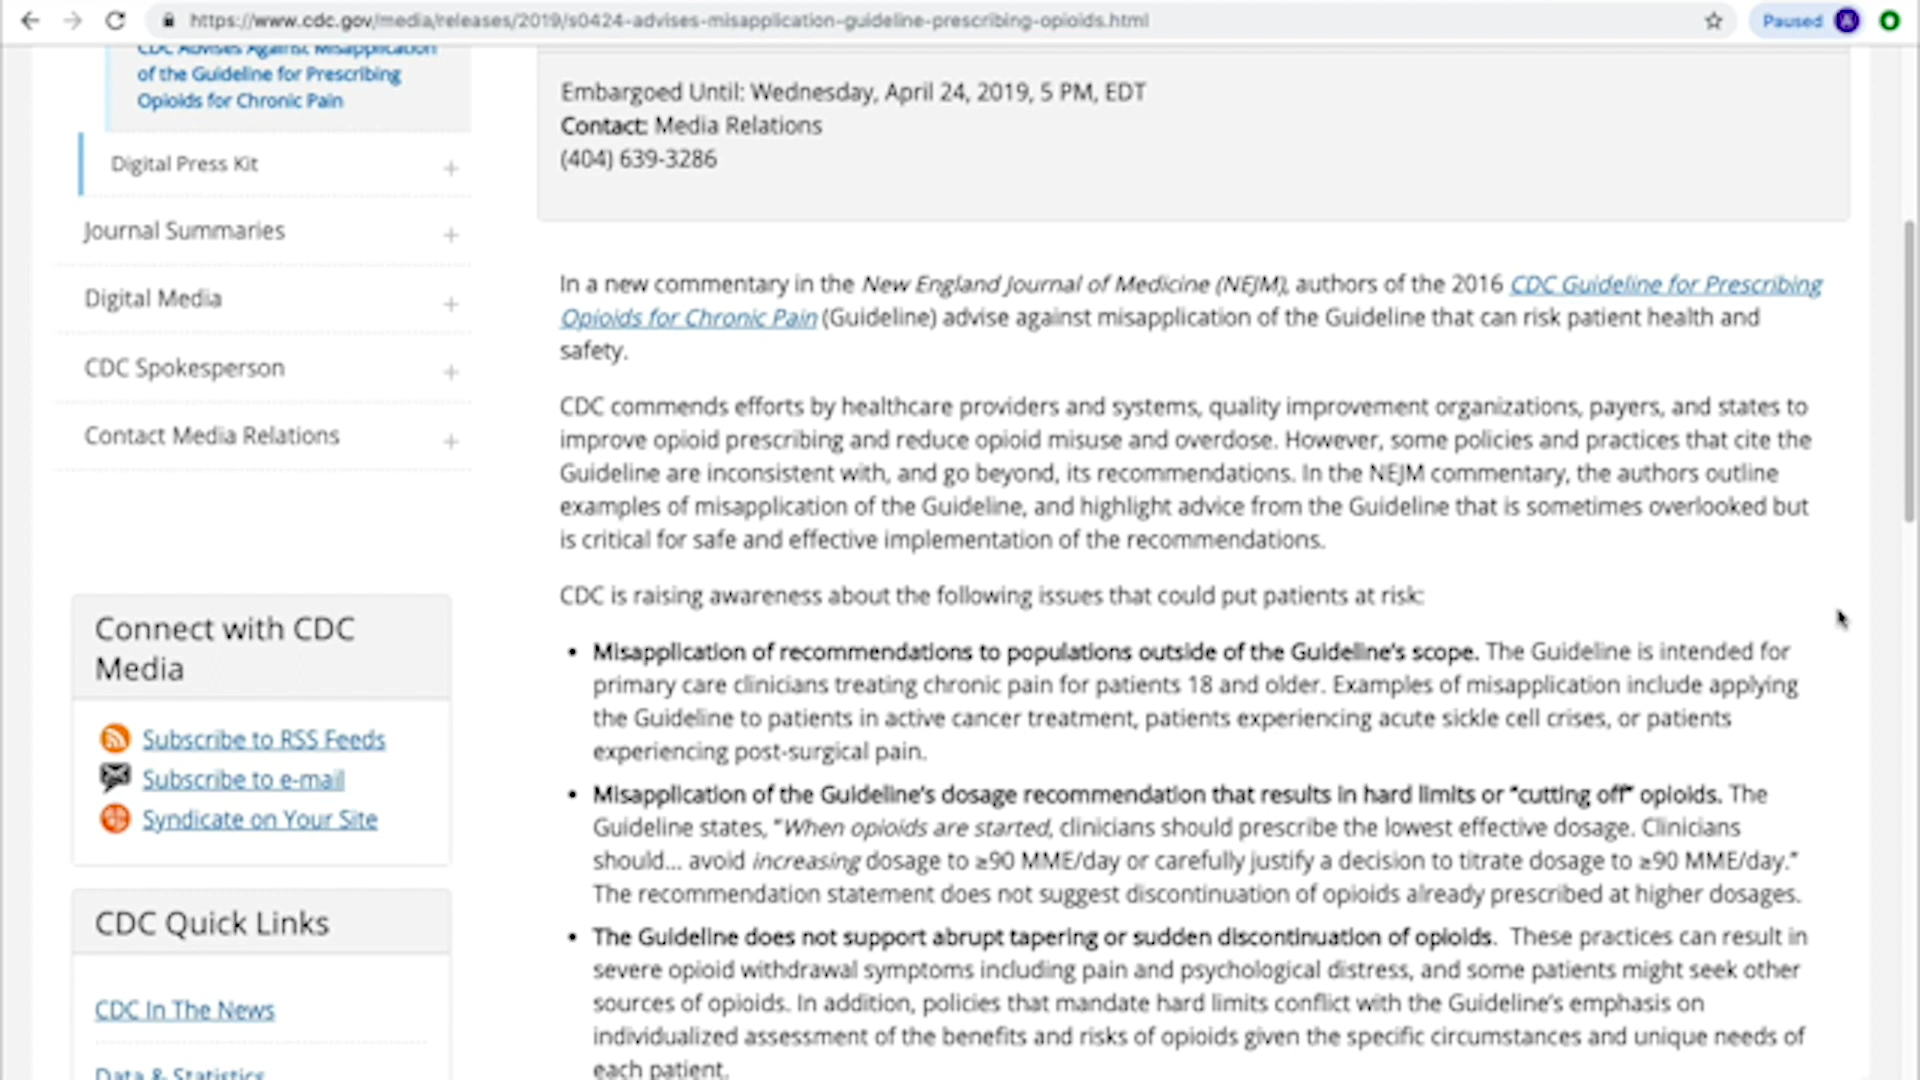 https://www.cdc.gov/media/releases/2019/s0424-advises-misapplication-guideline-prescribing-opioids.html
Paused
CDC Advises Against Misapplication
of the Guideline for Prescribing
Opioids for Chronic Pain
Digital Press Kit
Journal Summaries
Digital Media
CDC Spokesperson
Contact Media Relations
Connect with CDC
Media
Subscribe to RSS Feeds
Subscribe to e-mail
Syndicate on Your Site
CDC Quick Links
CDC In The News
Data & Statistics
Embargoed Until: Wednesday, April 24, 2019, 5 PM, EDT
Contact: Media Relations
(404) 639-3286
In a new commentary in the New England Journal of Medicine (NEJM), authors of the 2016 CDC Guideline for Prescribing
Opioids for Chronic Pain (Guideline) advise against misapplication of the Guideline that can risk patient health and
safety.
CDC commends efforts by healthcare providers and systems, quality improvement organizations, payers, and states to
improve opioid prescribing and reduce opioid misuse and overdose. However, some policies and practices that cite the
Guideline are inconsistent with, and go beyond, its recommendations. In the NEJM commentary, the authors outline
examples of misapplication of the Guideline, and highlight advice from the Guideline that is sometimes overlooked but
is critical for safe and effective implementation of the recommendations.
CDC is raising awareness about the following issues that could put patients at risk:
• Misapplication of recommendations to populations outside of the Guideline's scope. The Guideline is intended for
primary care clinicians treating chronic pain for patients 18 and older. Examples of misapplication include applying
the Guideline to patients in active cancer treatment, patients experiencing acute sickle cell crises, or patients
experiencing post-surgical pain.
• Misapplication of the Guideline's dosage recommendation that results in hard limits or "cutting off" opioids. The
Guideline states, "When opioids are started, clinicians should prescribe the lowest effective dosage. Clinicians
should... avoid increasing dosage to ≥90 MME/day or carefully justify a decision to titrate dosage to ≥90 MME/day."
The recommendation statement does not suggest discontinuation of opioids already prescribed at higher dosages.
• The Guideline does not support abrupt tapering or sudden discontinuation of opioids. These practices can result in
severe opioid withdrawal symptoms including pain and psychological distress, and some patients might seek other
sources of opioids. In addition, policies that mandate hard limits conflict with the Guideline's emphasis on
individualized assessment of the benefits and risks of opioids given the specific circumstances and unique needs of
each patient.